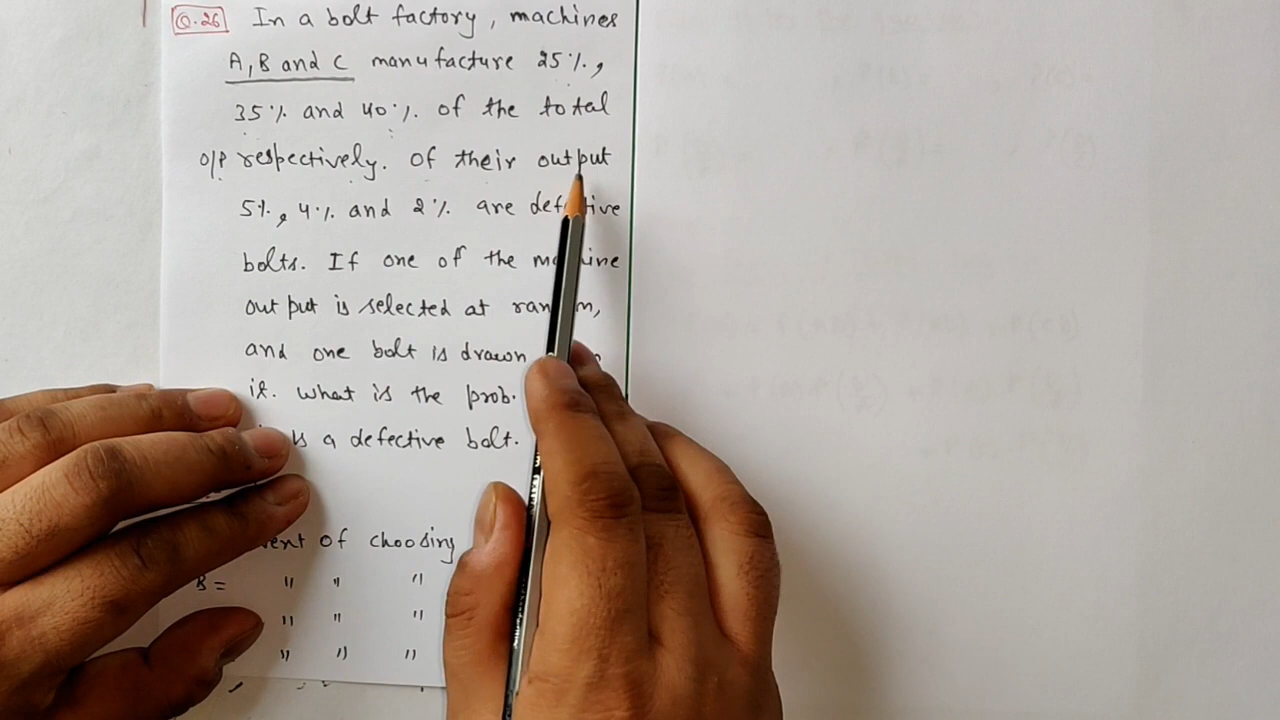 Q.26 In a bolt factory, machines
A, B and C manufacture 25%,
35% and 40% of the total
O/P respectively. Of their output
5%, 4% and 2% are defective
bolts. If one of the machine
output is selected at random,
and one bolt is drawn
it. What is the prob.
is a defective bolt.
of choosing
B = " " "
" " "
" " "